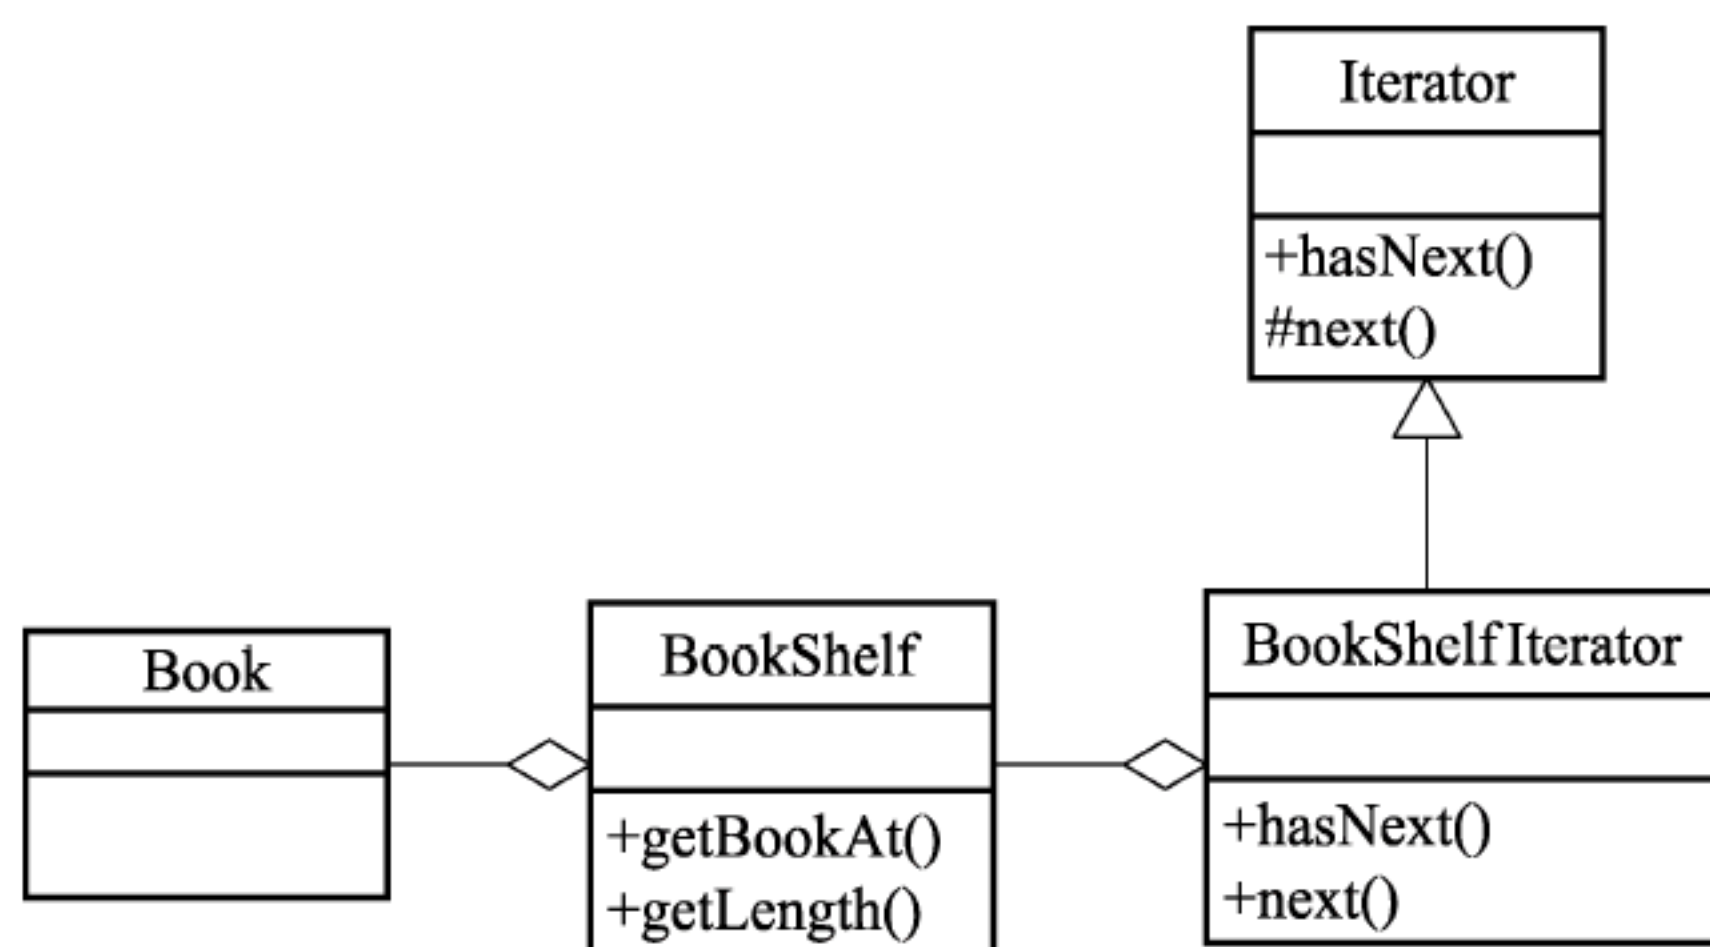 Iterator
+hasNext()
#next()
Book
BookShelf
+getBookAt()
+getLength()
BookShelfIterator
+hasNext()
+next()